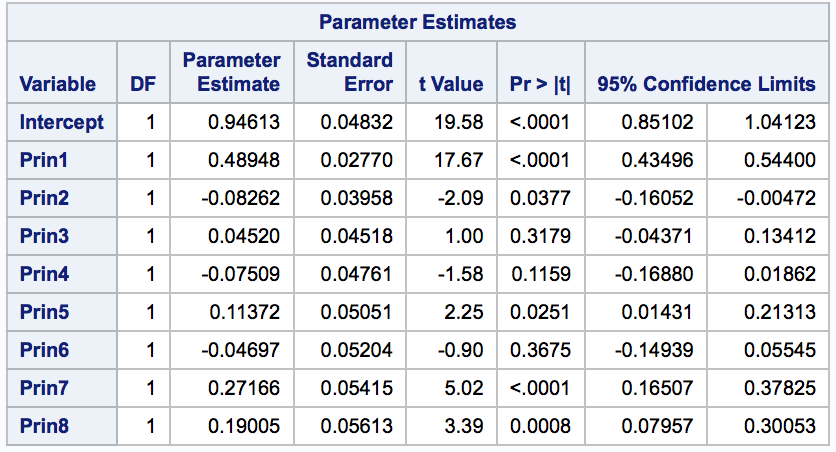 Parameter Estimates
Variable DF Parameter Estimate Standard Error t Value Pr > |t| 95% Confidence Limits
Intercept 1 0.94613 0.04832 19.58 <.0001 0.85102 1.04123
Prin1 1 0.48948 0.02770 17.67 <.0001 0.43496 0.54400
Prin2 1 -0.08262 0.03958 -2.09 0.0377 -0.16052 -0.00472
Prin3 1 0.04520 0.04518 1.00 0.3179 -0.04371 0.13412
Prin4 1 -0.07509 0.04761 -1.58 0.1159 -0.16880 0.01862
Prin5 1 0.11372 0.05051 2.25 0.0251 0.01431 0.21313
Prin6 1 -0.04697 0.05204 -0.90 0.3675 -0.14939 0.05545
Prin7 1 0.27166 0.05415 5.02 <.0001 0.16507 0.37825
Prin8 1 0.19005 0.05613 3.39 0.0008 0.07957 0.30053